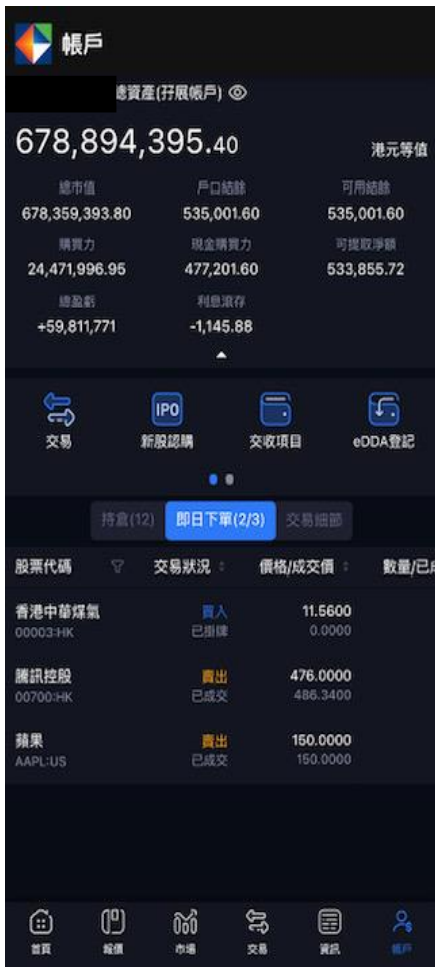 帳戶
總資產(孖展帳戶)
678,894,395.40 港元等值
總市值 戶口結餘 可用結餘
678,359,393.80 535,001.60 535,001.60
購買力 現金購買力 可提取淨額
24,471,996.95 477,201.60 533,855.72
總盈虧 利息滾存
+59,811,771 -1,145.88
交易 新股認購 交收項目 eDDA登記
IPO
持倉(12) 即日下單(2/3) 交易細節
股票代碼 交易狀況 價格/成交價 數量/已
香港中華煤氣 買入 11.5600
00003:HK 已掛牌 0.0000
騰訊控股 賣出 476.0000
00700:HK 已成交 486.3400
蘋果 賣出 150.0000
AAPL:US 已成交 150.0000
首頁 報價 市場 交易 資訊 帳戶